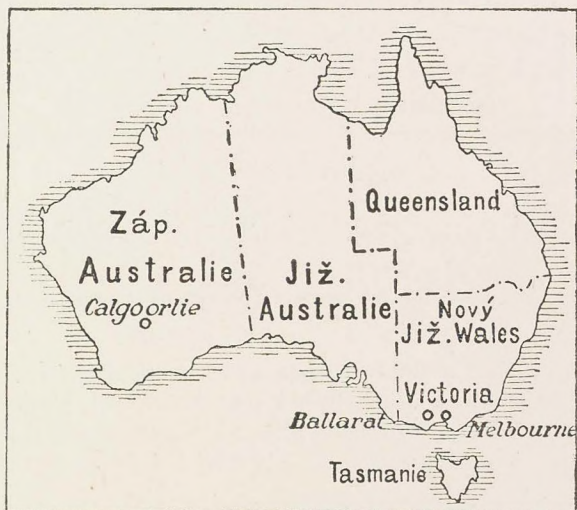 Queensland
Záp.
Australie
Již.
Australie
Calgoorlie
Nový
Již. Wales
Victoria
Ballarat
Melbourne
Tasmanie